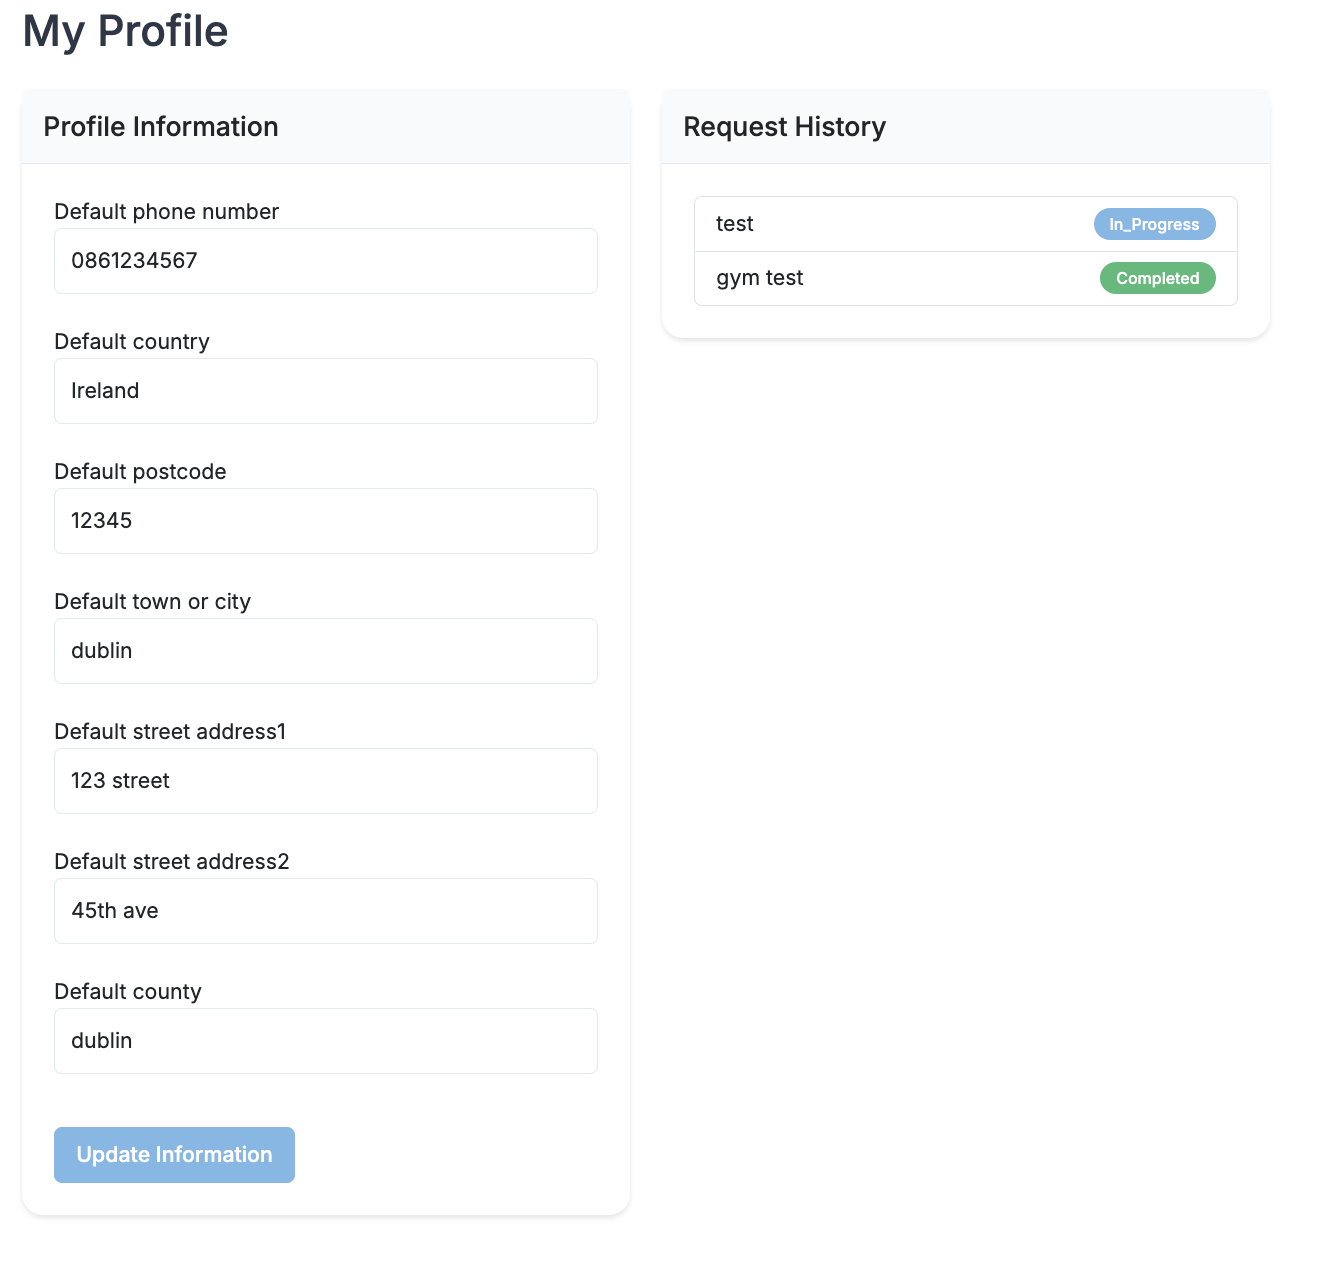 My Profile
Profile Information
Default phone number
0861234567
Default country
Ireland
Default postcode
12345
Default town or city
dublin
Default street address1
123 street
Default street address2
45th ave
Default county
dublin
Update Information
Request History
test In_Progress
gym test Completed